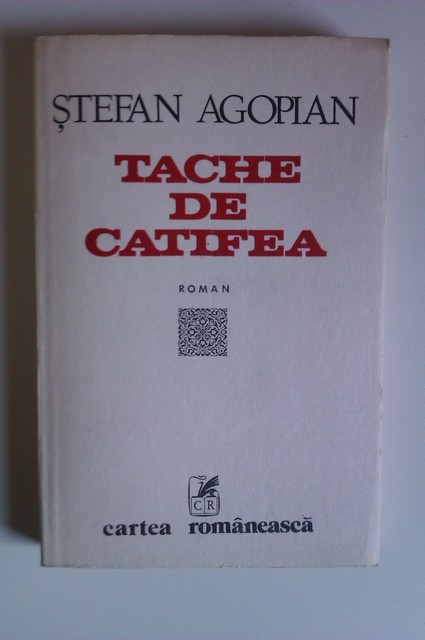 ȘTEFAN AGOPIAN
TACHE
DE
CATIFEA
ROMAN
CR
cartea românească